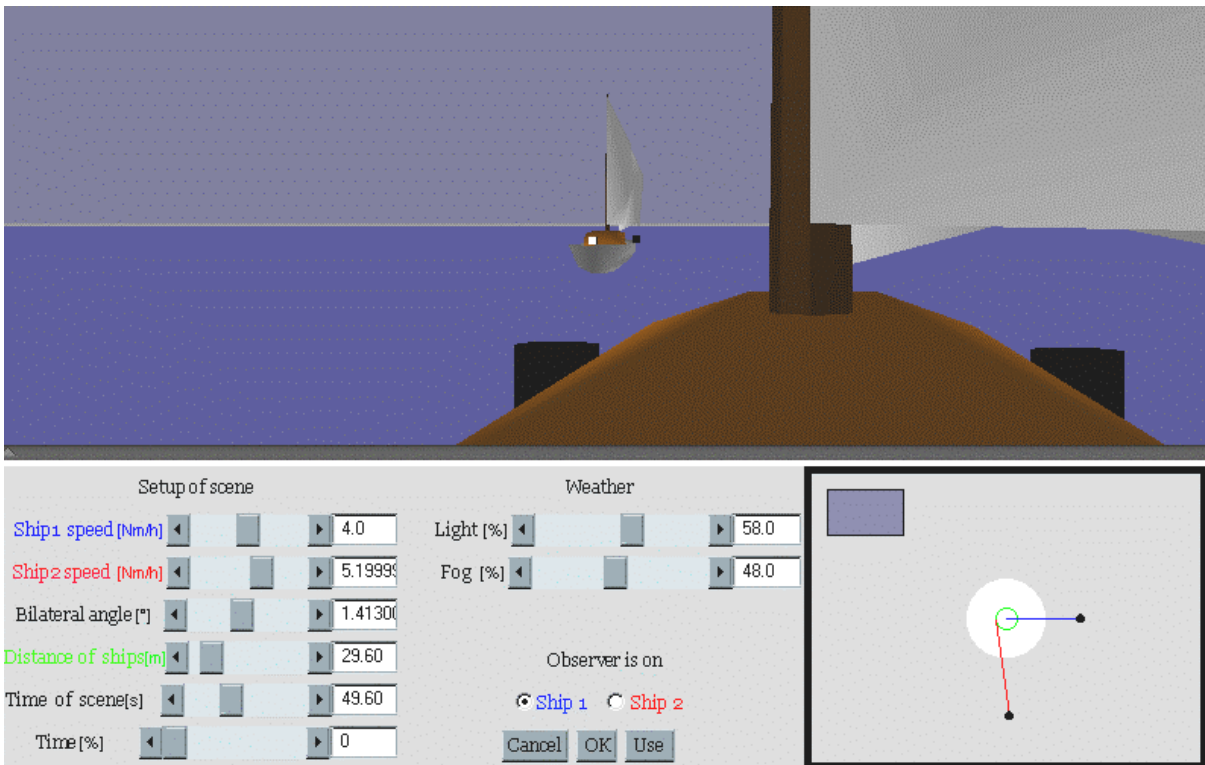 Setup of scene
Weather
Ship1 speed [Nm/h] 4.0
Light [%] 58.0
Ship2 speed [Nm/h] 5.1999
Fog [%] 48.0
Bilateral angle [°] 1.4130
Distance of ships[m] 29.60
Observer is on
Time of scene[s] 49.60
Ship 1 Ship 2
Time [%] 0
Cancel OK Use